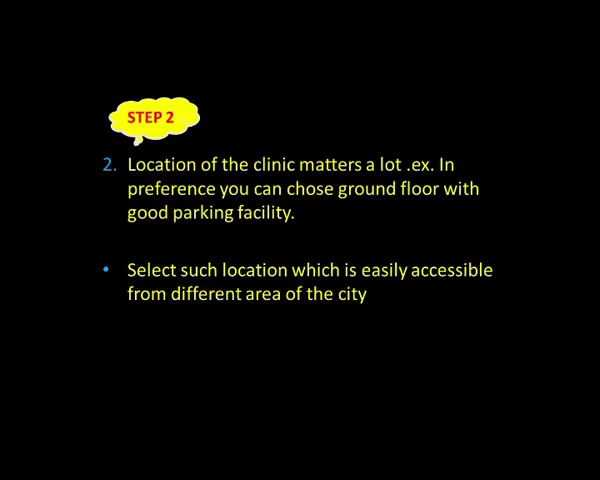 STEP 2
2. Location of the clinic matters a lot .ex. In
preference you can chose ground floor with
good parking facility.
• Select such location which is easily accessible
from different area of the city